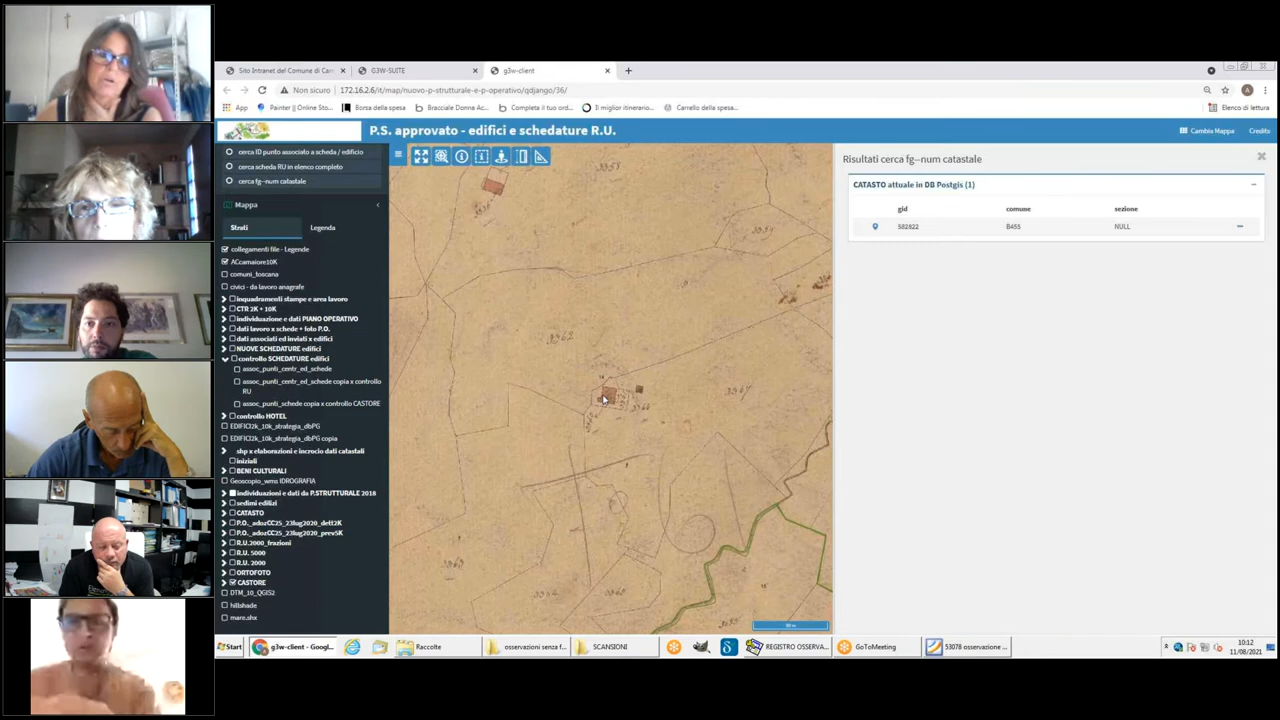 Sito Intranet del Comune di Cam
G3W-SUITE
g3w-client
Non sicuro
172.16.2.6/it/map/nuovo-p-strutturale-e-p-operativo/qdjango/36/
App
Painter || Online Sto...
Borsa della spesa
Bracciale Donna Ac...
Completa il tuo ord...
Il miglior itinerario...
Carrello della spesa...
Elenco di lettura
P.S. approvato - edifici e schedature R.U.
Cambia Mappa
Credits
cerca ID punto associato a scheda / edificio
cerca scheda RU in elenco completo
cerca fg--num catastale
Mappa
Strati
Legenda
collegamenti file - Legende
ACcamaiore10K
comuni_toscana
civici - da lavoro anagrafe
inquadramenti stampe e area lavoro
CTR 2K + 10K
individuazione e dati PIANO OPERATIVO
dati lavoro x schede + foto P.O.
dati associati ed inviati x edifici
NUOVE SCHEDATURE edifici
controllo SCHEDATURE edifici
assoc_punti_centr_ed_schede
assoc_punti_centr_ed_schede copia x controllo
RU
assoc_punti_schede copia x controllo CASTORE
controllo HOTEL
EDIFICI2k_10k_strategia_dbPG
EDIFICI2k_10k_strategia_dbPG copia
shp x elaborazioni e incrocio dati catastali
iniziali
BENI CULTURALI
Geoscopio_wms IDROGRAFIA
individuazioni e dati da P.STRUTTURALE 2018
sedimi edilizi
CATASTO
P.O._adozCC25_23lug2020_dett2K
P.O._adozCC25_23lug2020_prev5K
R.U.2000_frazioni
R.U. 5000
R.U. 2000
ORTOFOTO
CASTORE
DTM_10_QGIS2
hillshade
mare.shx
3958
3962
3967
Risultati cerca fg--num catastale
CATASTO attuale in DB Postgis (1)
gid
comune
sezione
582822
B455
NULL
Start
g3w-client - Googl...
Raccolte
osservazioni senza f...
SCANSIONI
REGISTRO OSSERVA...
GoToMeeting
53078 osservazione ...
10:12
11/08/2021